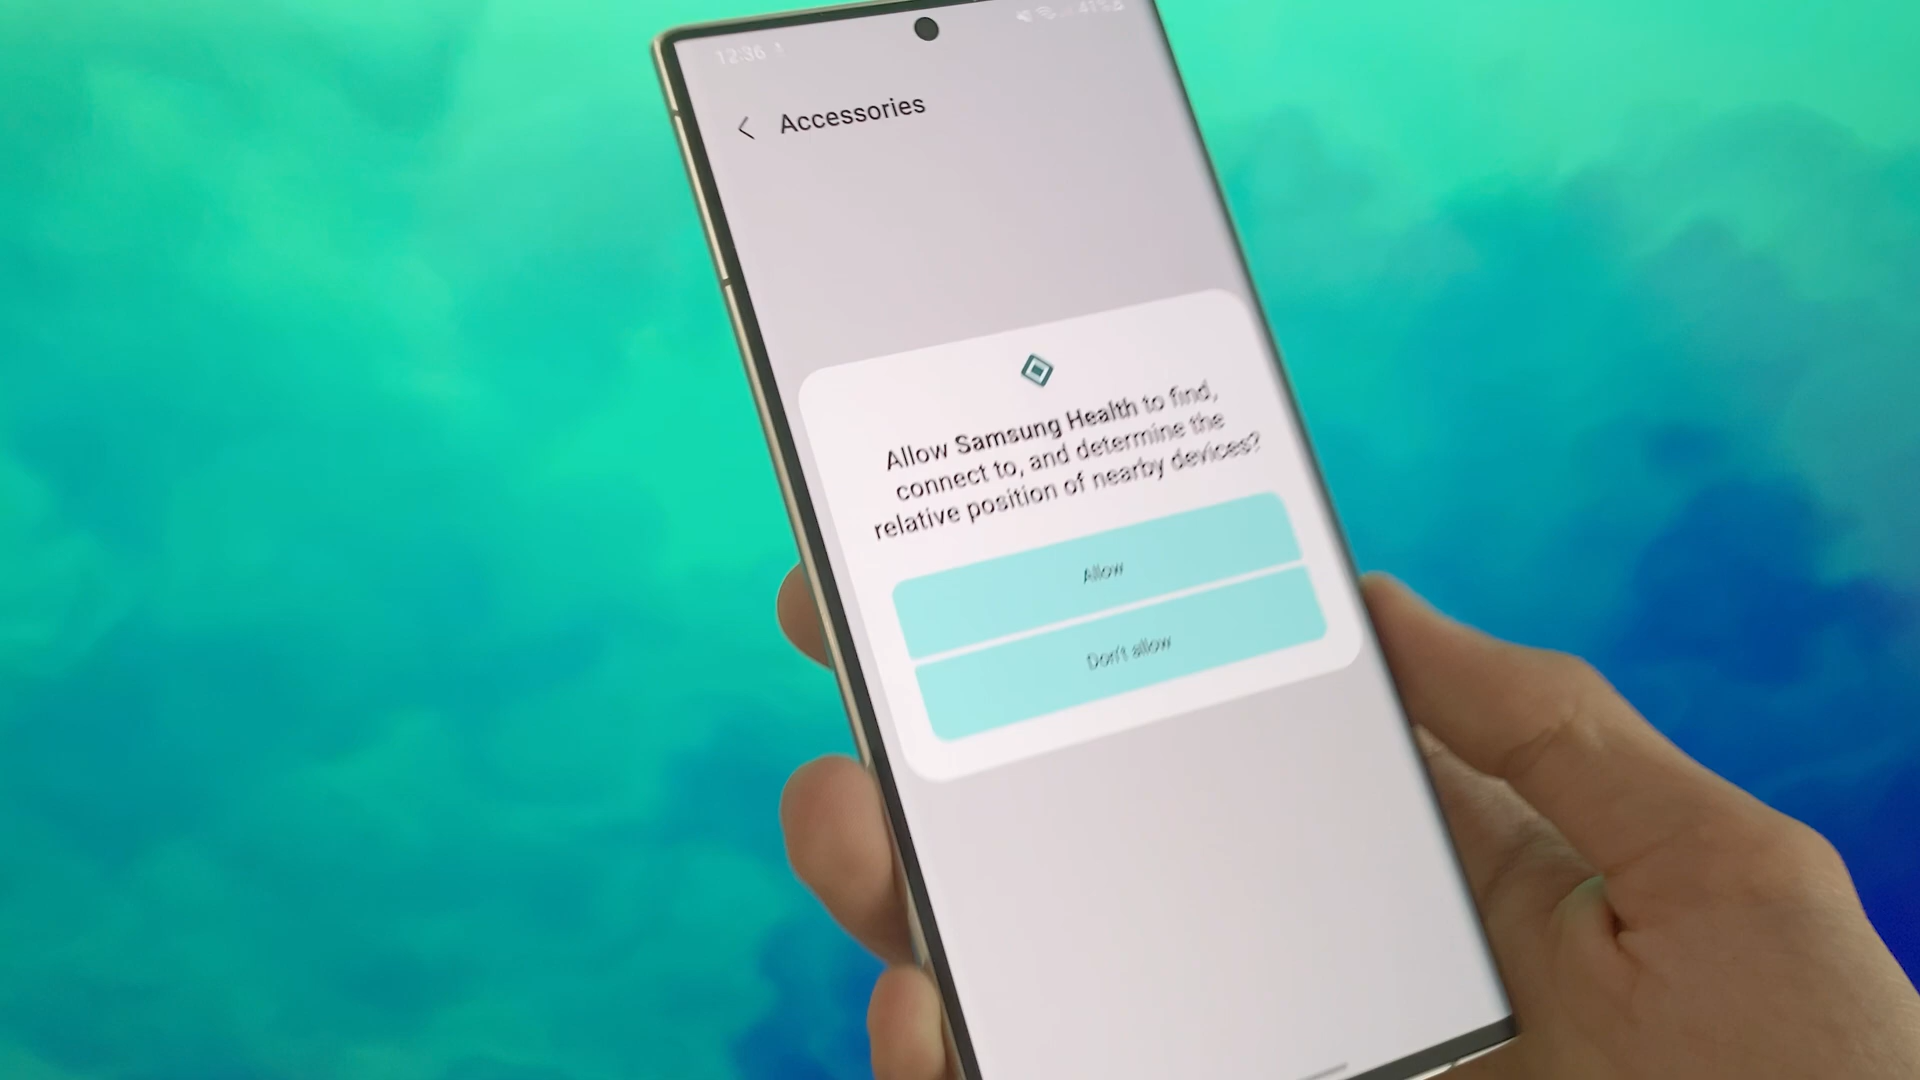 12:36
41%
Accessories
Allow Samsung Health to find,
connect to, and determine the
relative position of nearby devices?
Allow
Don't allow